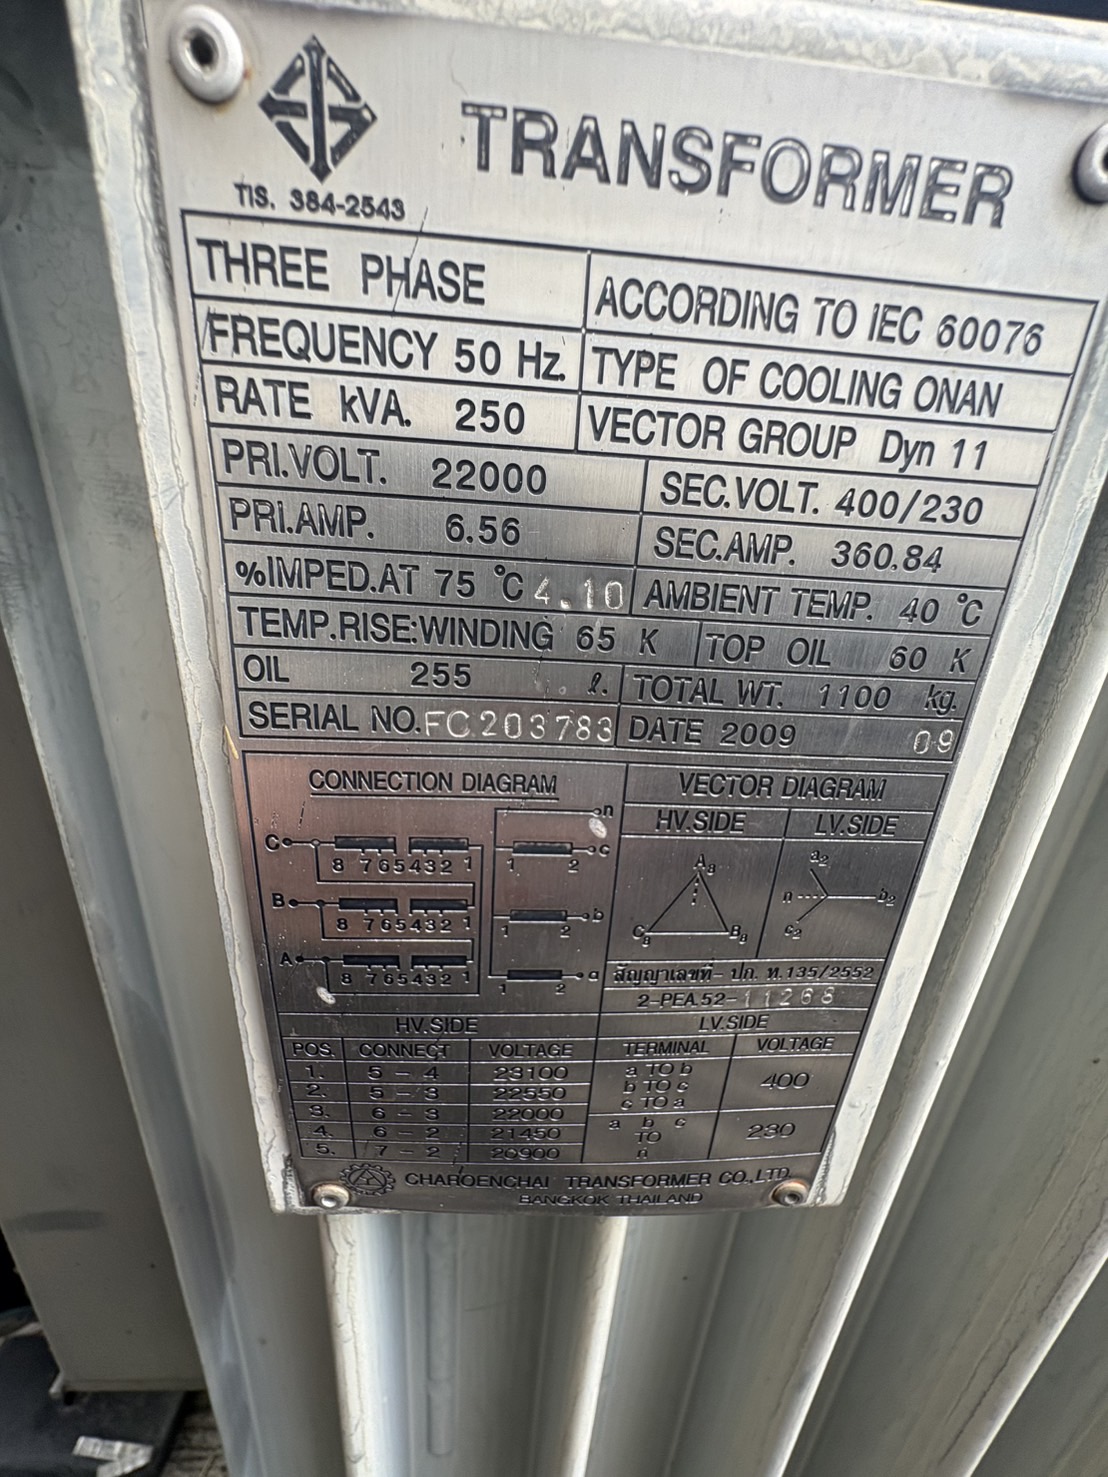 TIS. 384-2543
TRANSFORMER
THREE PHASE
ACCORDING TO IEC 60076
FREQUENCY 50 Hz.
TYPE OF COOLING ONAN
RATE kVA. 250
VECTOR GROUP Dyn 11
PRI.VOLT. 22000
SEC.VOLT. 400/230
PRI.AMP. 6.56
SEC.AMP. 360.84
%IMPED.AT 75 °C 4.10
AMBIENT TEMP. 40 °C
TEMP.RISE:WINDING 65 K
TOP OIL 60 K
OIL 255 ℓ.
TOTAL WT. 1100 kg.
SERIAL NO. FC203783
DATE 2009 09
CONNECTION DIAGRAM
n
C 8 7 6 5 4 3 2 1
1 2 c
B 8 7 6 5 4 3 2 1
1 2 b
A 8 7 6 5 4 3 2 1
1 2 a
VECTOR DIAGRAM
HV.SIDE LV.SIDE
A8 a2
n b2
C8 B8 c2
สัญญาเลขที่- ปก. ห.135/2552
2-PEA.52-11268
HV.SIDE LV.SIDE
POS. CONNECT VOLTAGE TERMINAL VOLTAGE
1. 5 - 4 23100 a TO b
2. 5 - 3 22550 b TO c 400
3. 6 - 3 22000 c TO a
4. 6 - 2 21450 a b c TO n 230
5. 7 - 2 20900
CHAROENCHAI TRANSFORMER CO.,LTD.
BANGKOK THAILAND